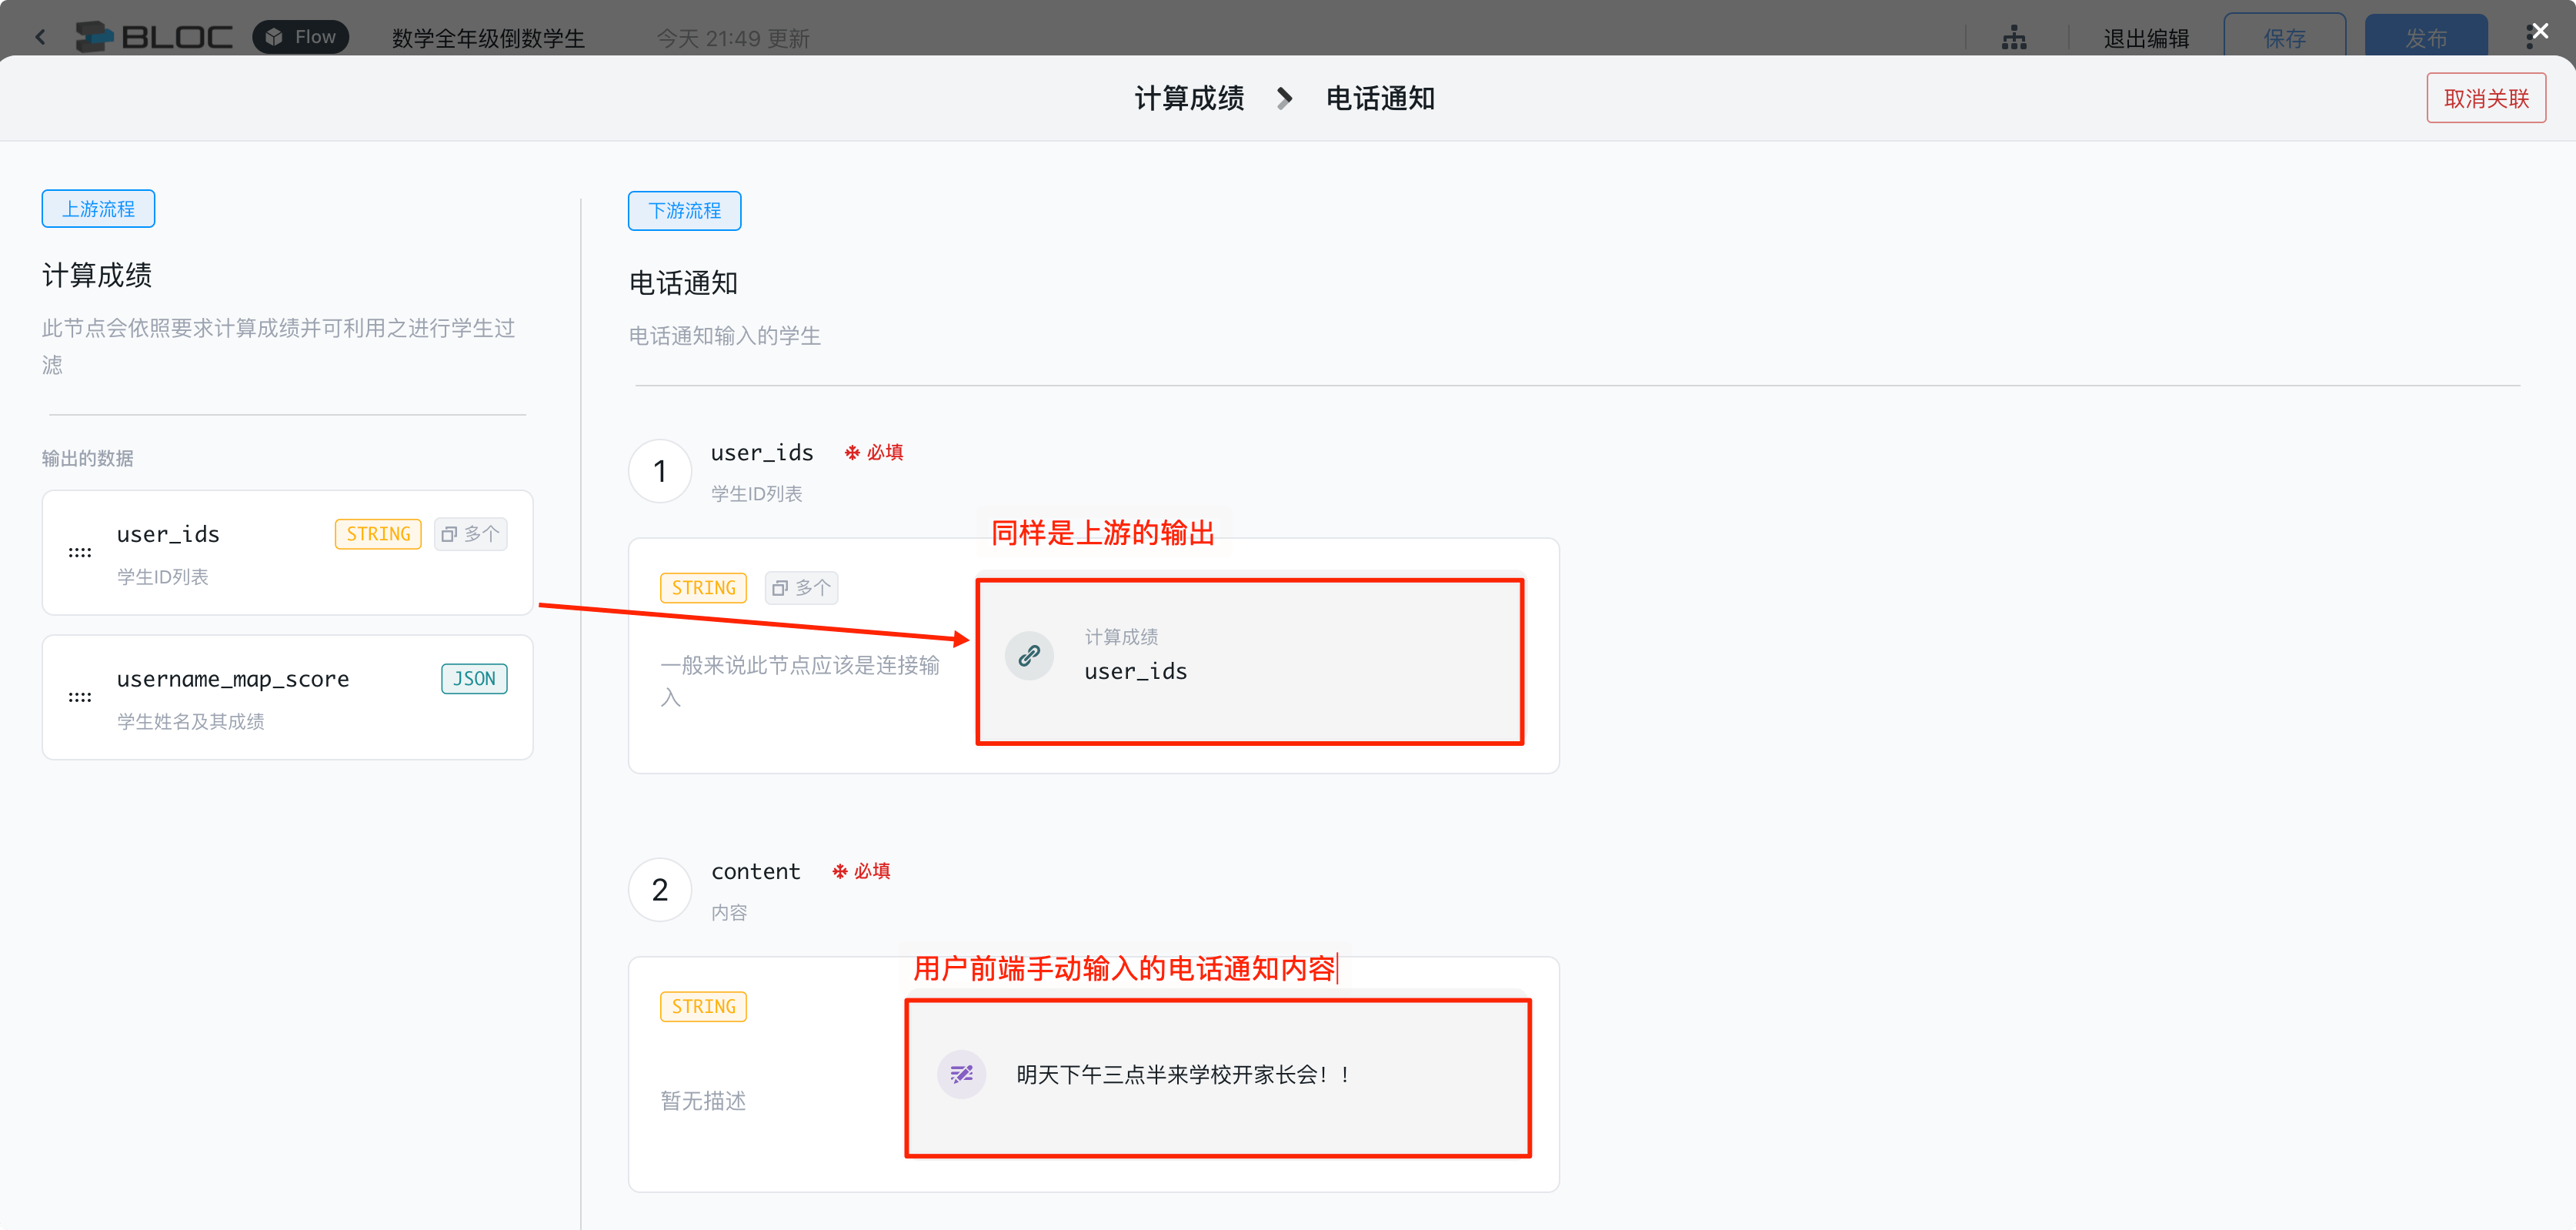 BLOC
Flow
数学全年级倒数学生
今天 21:49 更新
退出编辑
保存
发布
计算成绩
电话通知
取消关联
上游流程
计算成绩
此节点会依照要求计算成绩并可利用之进行学生过
滤
输出的数据
user_ids
STRING
多个
学生ID列表
username_map_score
JSON
学生姓名及其成绩
下游流程
电话通知
电话通知输入的学生
1
user_ids
必填
学生ID列表
同样是上游的输出
STRING
多个
一般来说此节点应该是连接输
入
计算成绩
user_ids
2
content
必填
内容
用户前端手动输入的电话通知内容
STRING
暂无描述
明天下午三点半来学校开家长会！！